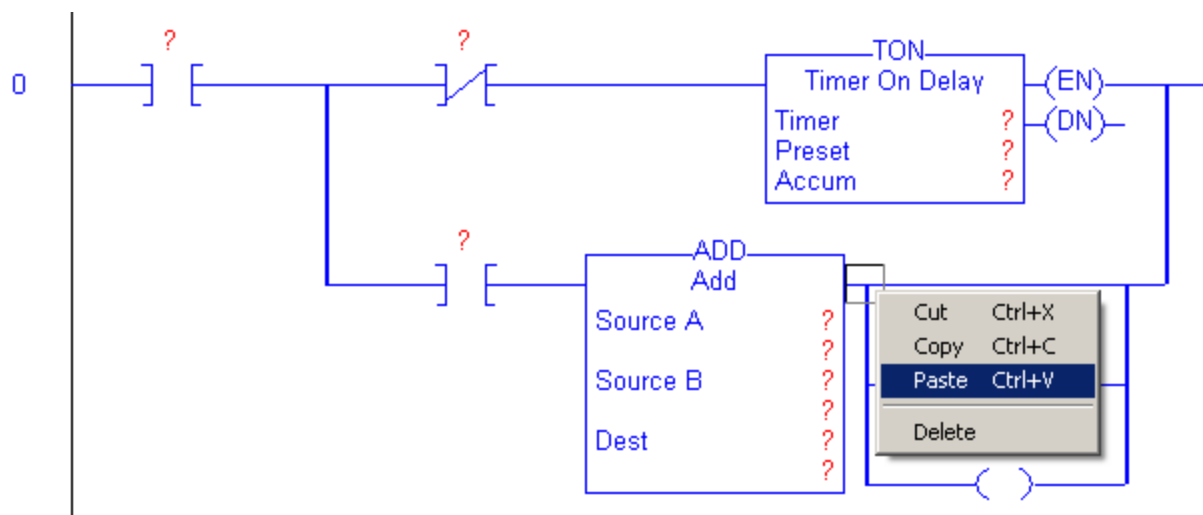 ? ?
0
TON
Timer On Delay (EN)
Timer ? (DN)
Preset ?
Accum ?
?
ADD
Add
Source A ?
?
Source B ?
?
Dest ?
?
Cut Ctrl+X
Copy Ctrl+C
Paste Ctrl+V
Delete